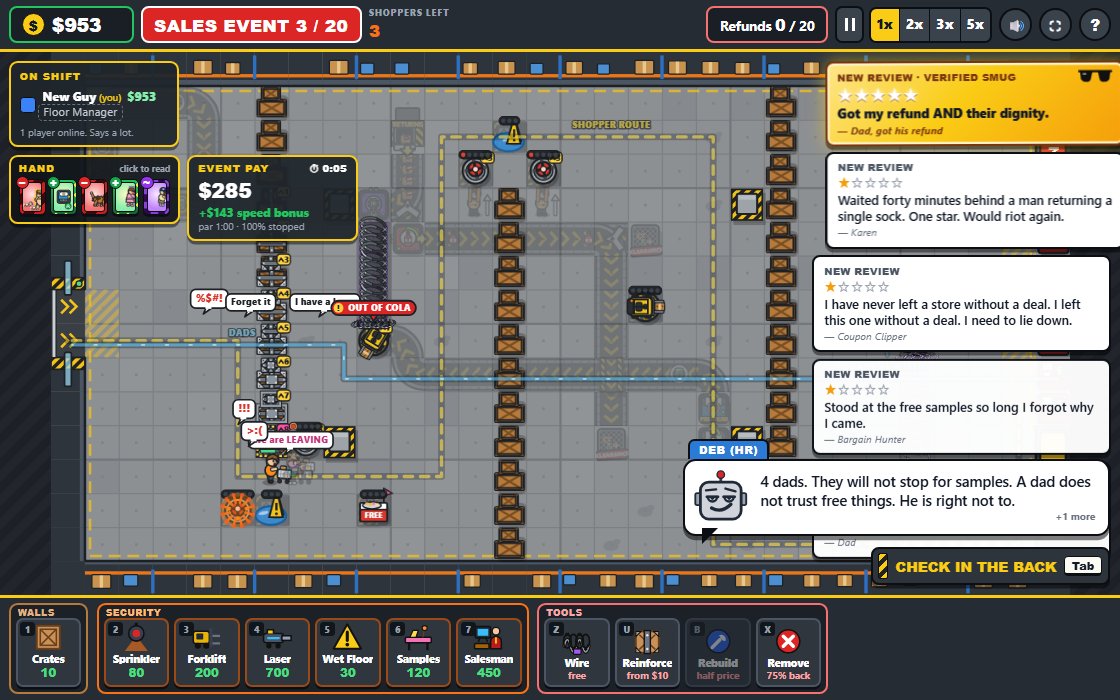 $ $953
SALES EVENT 3 / 20
SHOPPERS LEFT
3
Refunds 0 / 20
1x 2x 3x 5x
?
ON SHIFT
New Guy (you) $953
Floor Manager
1 player online. Says a lot.
HAND click to read
EVENT PAY 0:05
$285
+$143 speed bonus
par 1:00 · 100% stopped
SHOPPER ROUTE
NEW REVIEW · VERIFIED SMUG
Got my refund AND their dignity.
— Dad, got his refund
NEW REVIEW
Waited forty minutes behind a man returning a
single sock. One star. Would riot again.
— Karen
NEW REVIEW
I have never left a store without a deal. I left
this one without a deal. I need to lie down.
— Coupon Clipper
NEW REVIEW
Stood at the free samples so long I forgot why
I came.
— Bargain Hunter
— Dad
%$#!
Forget it
I have a
! OUT OF COLA
DADS
!!!
>:(
are LEAVING
FREE
DEB (HR)
4 dads. They will not stop for samples. A dad does
not trust free things. He is right not to.
+1 more
CHECK IN THE BACK Tab
WALLS
1
Crates
10
SECURITY
2
Sprinkler
80
3
Forklift
200
4
Laser
700
5
Wet Floor
30
6
Samples
120
7
Salesman
450
TOOLS
Z
Wire
free
U
Reinforce
from $10
B
Rebuild
half price
X
Remove
75% back